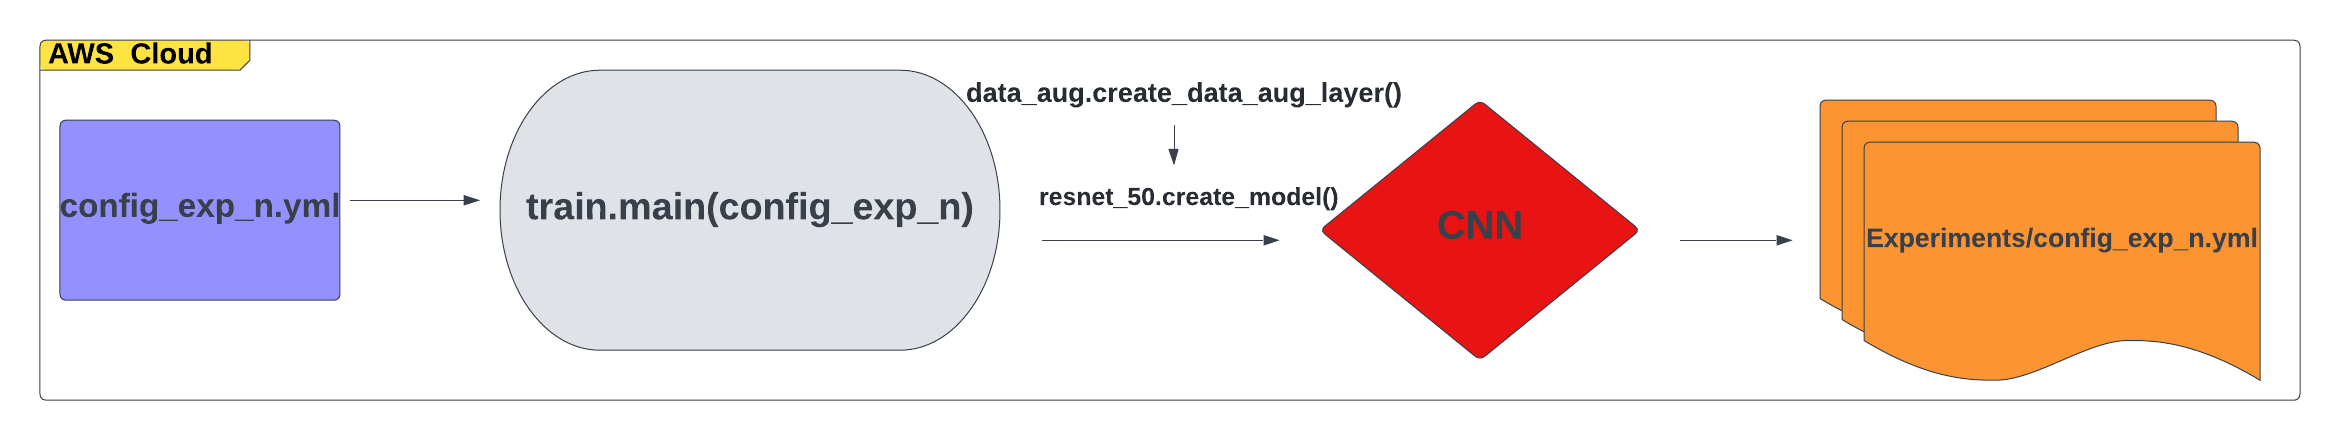 AWS Cloud
config_exp_n.yml
train.main(config_exp_n)
data_aug.create_data_aug_layer()
resnet_50.create_model()
CNN
Experiments/config_exp_n.yml